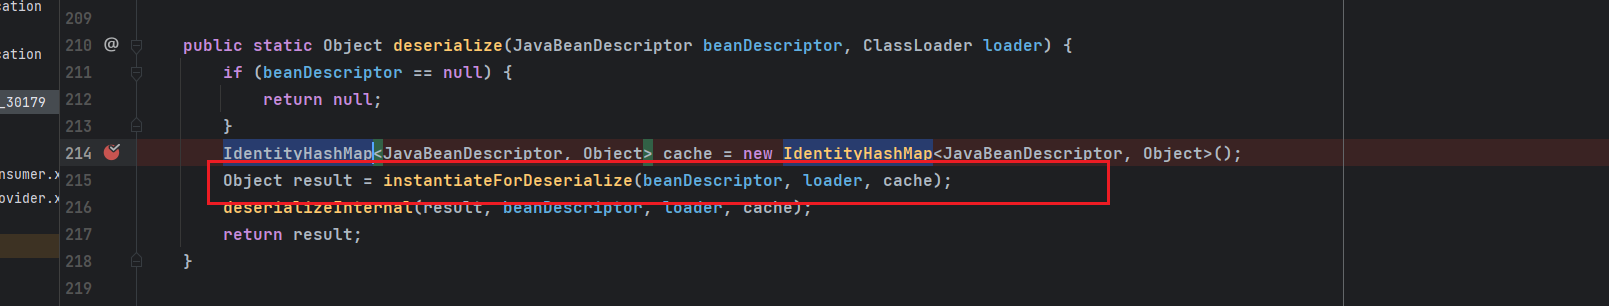 cation
209
210 @ public static Object deserialize(JavaBeanDescriptor beanDescriptor, ClassLoader loader) {
cation
211 if (beanDescriptor == null) {
_30179
212 return null;
213 }
214 IdentityHashMap<JavaBeanDescriptor, Object> cache = new IdentityHashMap<JavaBeanDescriptor, Object>();
nsumer.x
215 Object result = instantiateForDeserialize(beanDescriptor, loader, cache);
ovider.x
216 deserializeInternal(result, beanDescriptor, loader, cache);
217 return result;
218 }
219